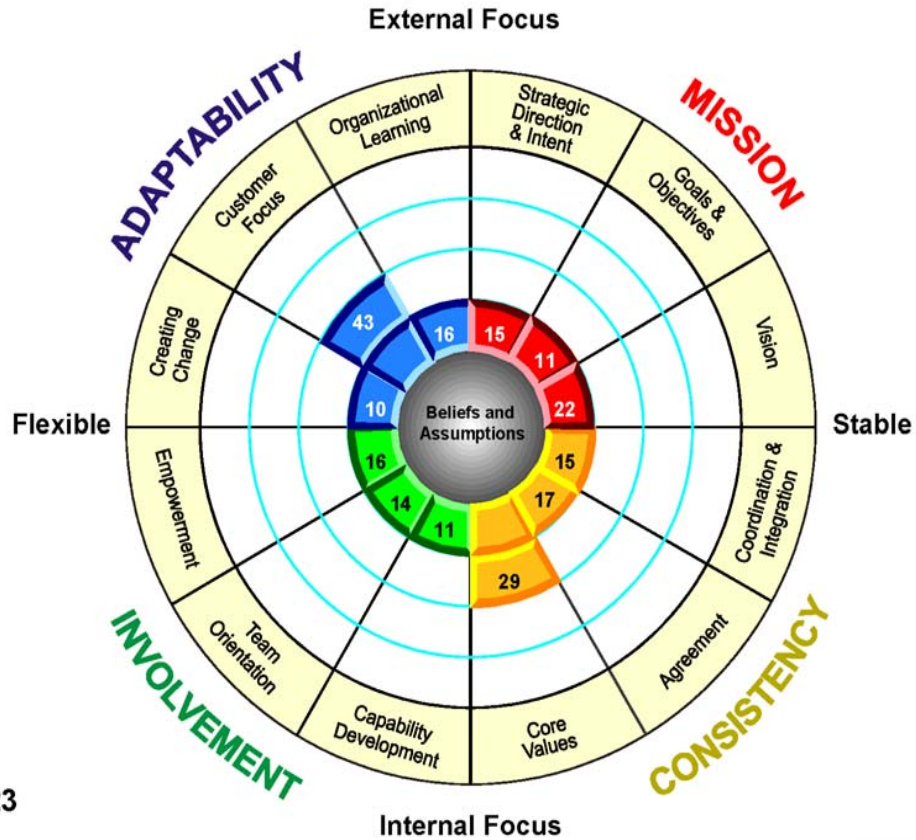 External Focus
ADAPTABILITY
MISSION
Organizational
Learning
Strategic
Direction
& Intent
Customer
Focus
Goals &
Objectives
Creating
Change
Vision
43
16
15
11
10
22
Flexible
Beliefs and
Assumptions
Stable
16
15
14
17
11
29
Empowerment
Coordination &
Integration
Team
Orientation
Agreement
Capability
Development
Core
Values
INVOLVEMENT
CONSISTENCY
Internal Focus